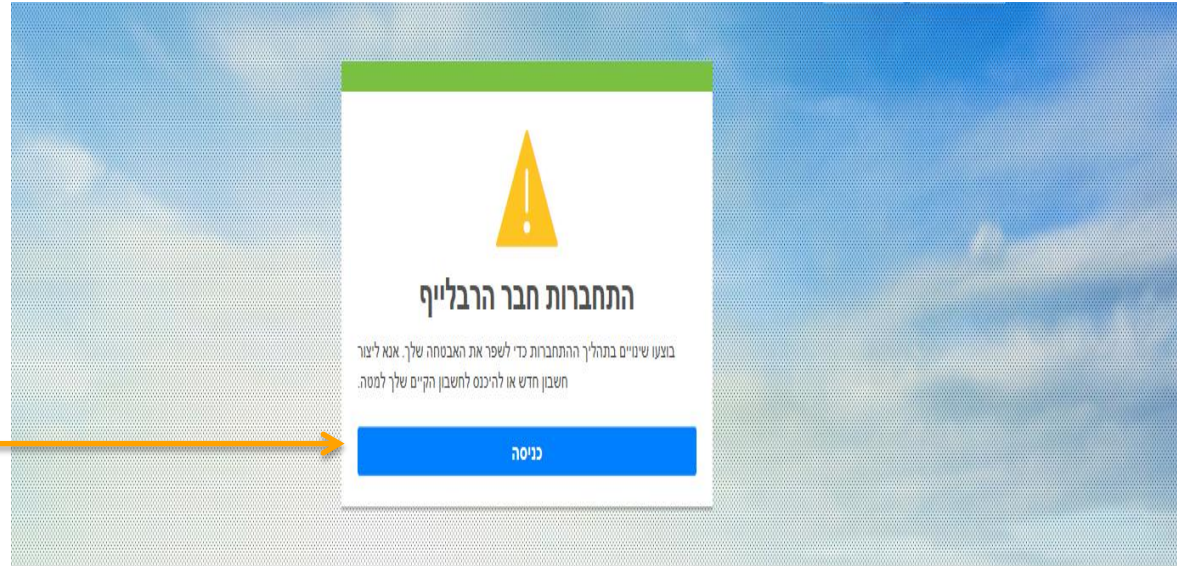 התחברות חבר הרבלייף
בוצעו שינויים בתהליך ההתחברות כדי לשפר את האבטחה שלך. אנא ליצור
חשבון חדש או להיכנס לחשבון הקיים שלך למטה.
כניסה